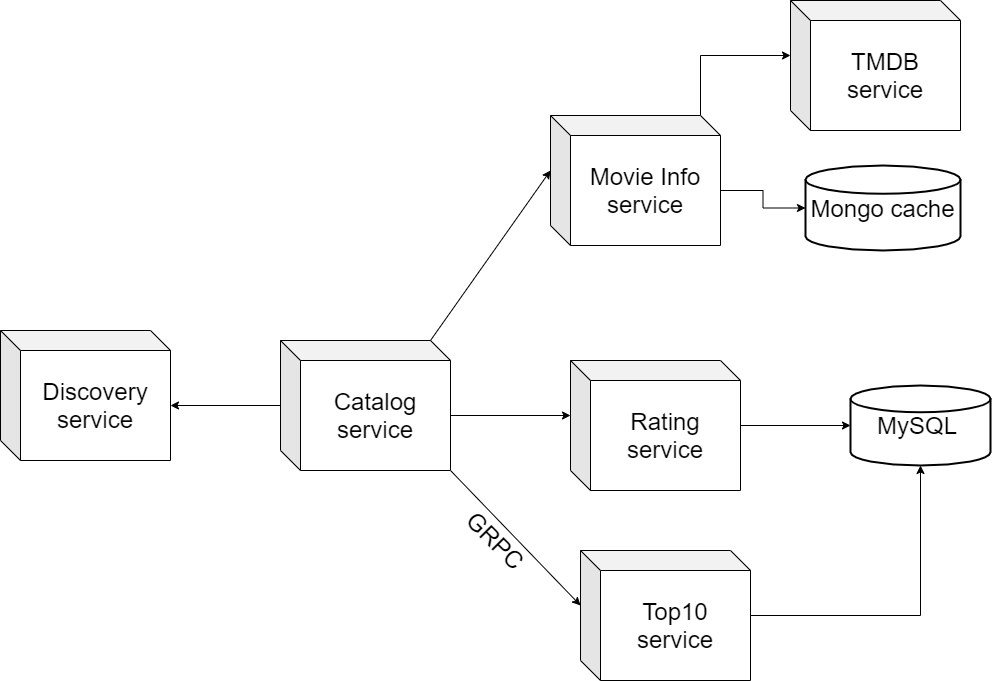 TMDB
service
Movie Info
service
Mongo cache
Discovery
service
Catalog
service
Rating
service
MySQL
GRPC
Top10
service